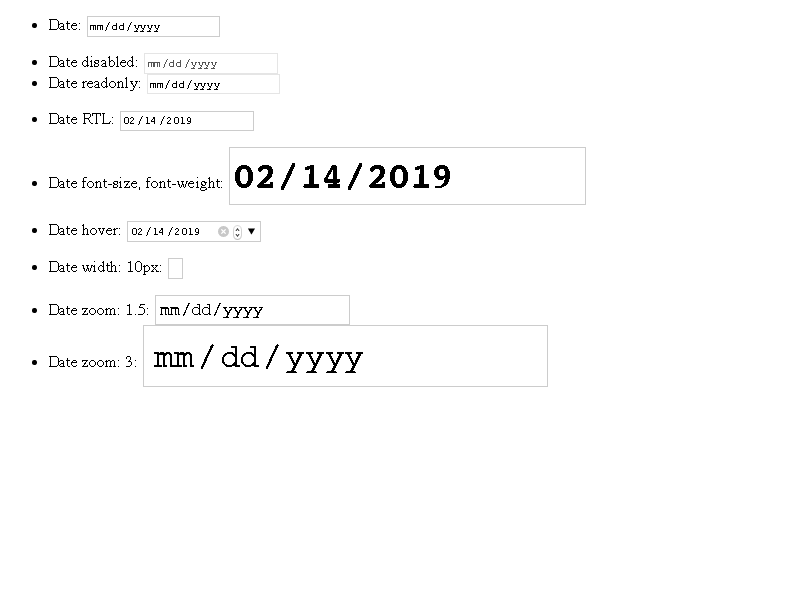 Date: mm/dd/yyyy
Date disabled: mm/dd/yyyy
Date readonly: mm/dd/yyyy
Date RTL: 02/14/2019
Date font-size, font-weight: 02/14/2019
Date hover: 02/14/2019
Date width: 10px:
Date zoom: 1.5: mm/dd/yyyy
Date zoom: 3: mm/dd/yyyy